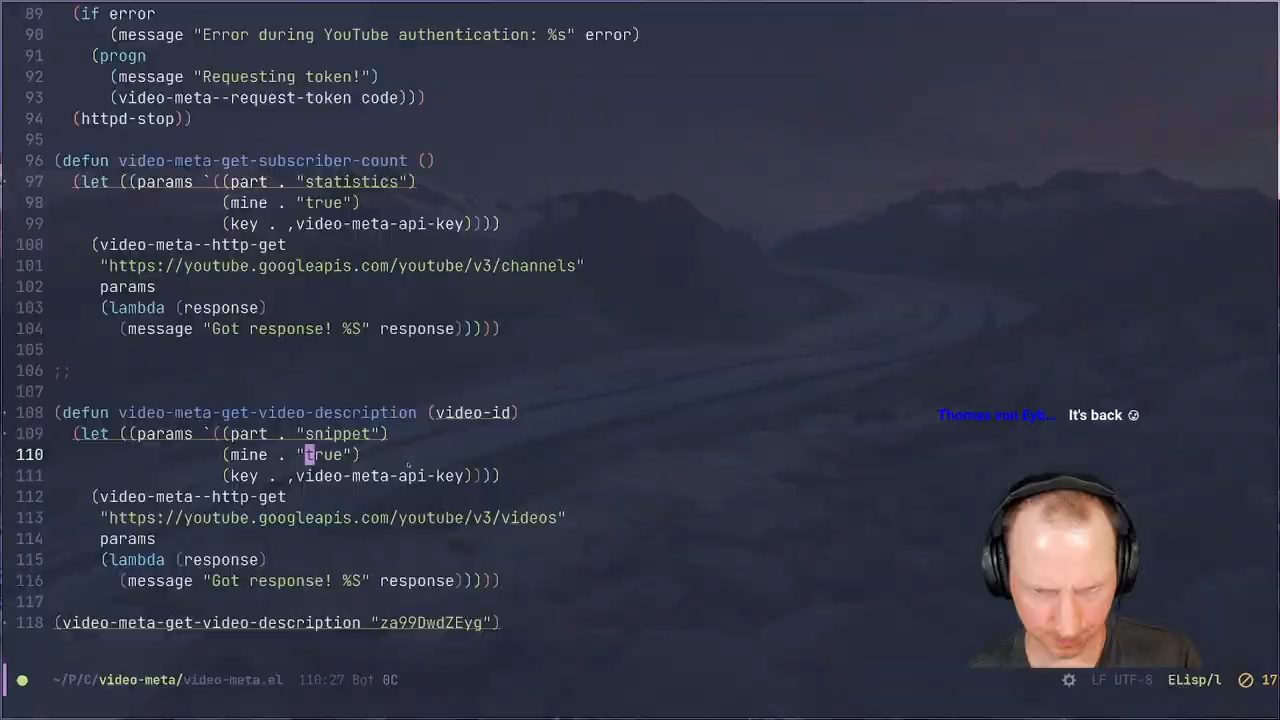 89 (if error
90 (message "Error during YouTube authentication: %s" error)
91 (progn
92 (message "Requesting token!")
93 (video-meta--request-token code)))
94 (httpd-stop))
95
96 (defun video-meta-get-subscriber-count ()
97 (let ((params `((part . "statistics")
98 (mine . "true")
99 (key . ,video-meta-api-key))))
100 (video-meta--http-get
101 "https://youtube.googleapis.com/youtube/v3/channels"
102 params
103 (lambda (response)
104 (message "Got response! %S" response)))))
105
106 ;;
107
108 (defun video-meta-get-video-description (video-id)
109 (let ((params `((part . "snippet")
110 (mine . "true")
111 (key . ,video-meta-api-key))))
112 (video-meta--http-get
113 "https://youtube.googleapis.com/youtube/v3/videos"
114 params
115 (lambda (response)
116 (message "Got response! %S" response)))))
117
118 (video-meta-get-video-description "za99DwdZEyg")
Thomas von Eyb... It's back
~/P/C/video-meta/video-meta.el 110:27 Bot 0C LF UTF-8 ELisp/l 17